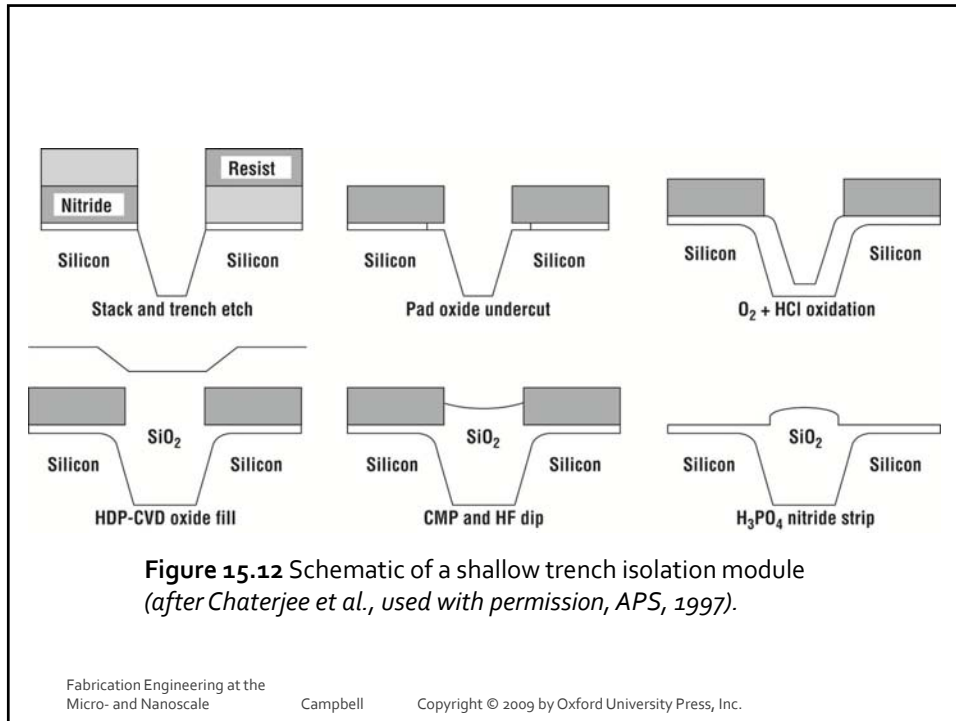 Resist
Nitride
Silicon Silicon
Stack and trench etch
Silicon Silicon
Pad oxide undercut
Silicon Silicon
O₂ + HCl oxidation
SiO₂
Silicon Silicon
HDP-CVD oxide fill
SiO₂
Silicon Silicon
CMP and HF dip
SiO₂
Silicon Silicon
H₃PO₄ nitride strip
Figure 15.12 Schematic of a shallow trench isolation module
(after Chaterjee et al., used with permission, APS, 1997).
Fabrication Engineering at the
Micro- and Nanoscale Campbell Copyright © 2009 by Oxford University Press, Inc.